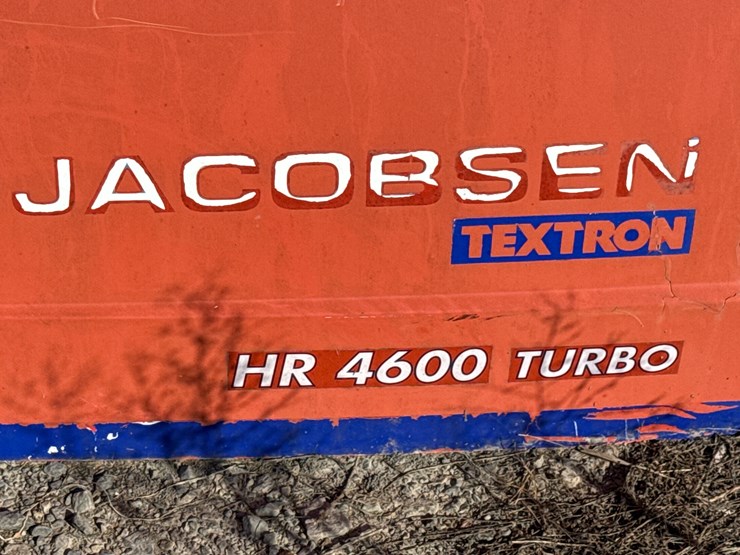 JACOBSEN
TEXTRON
HR 4600 TURBO